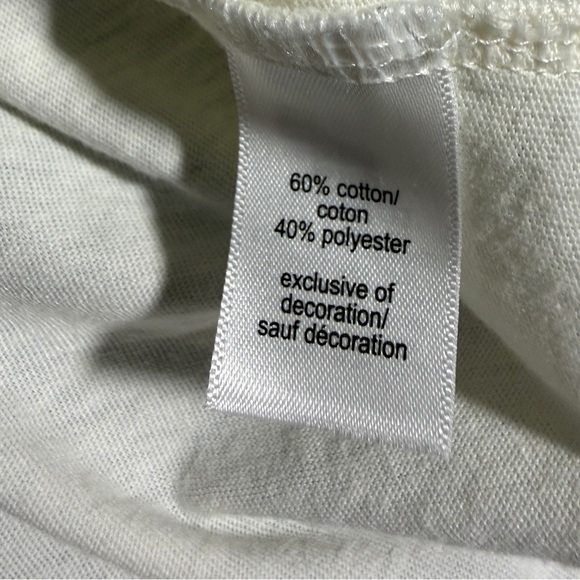 60% cotton/
coton
40% polyester
exclusive of
decoration/
sauf décoration